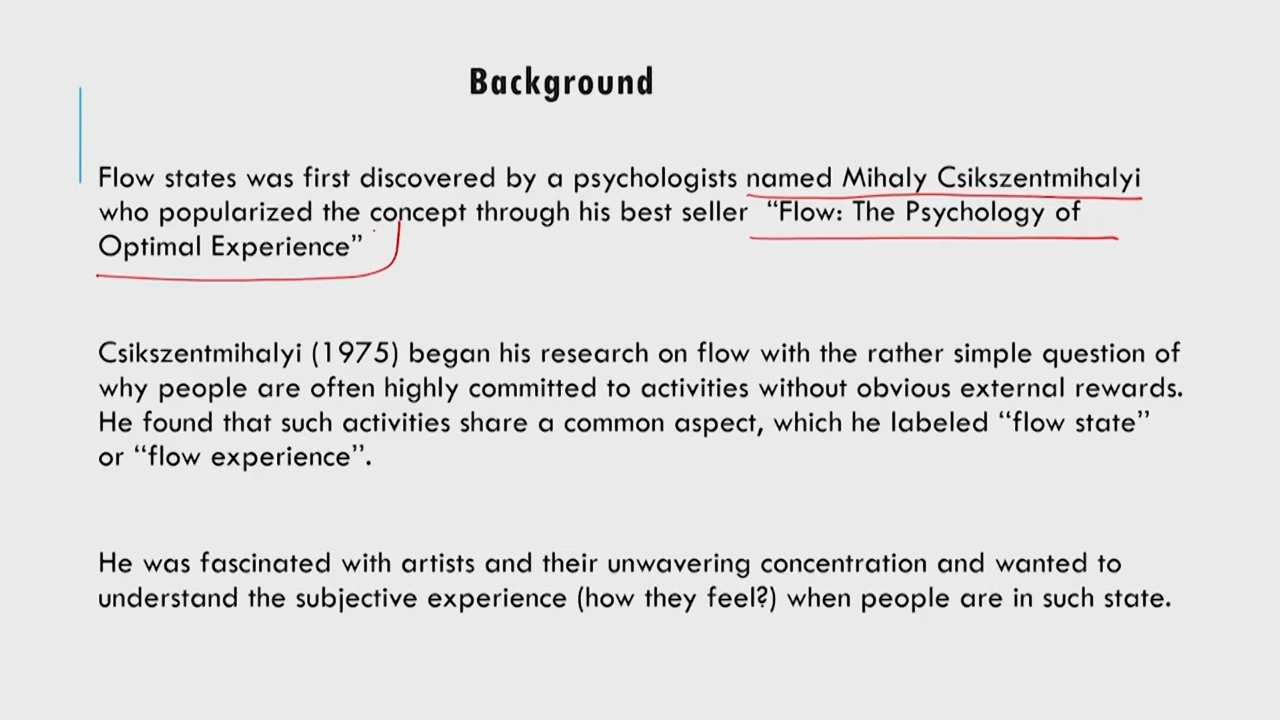 Background
Flow states was first discovered by a psychologists named Mihaly Csikszentmihalyi
who popularized the concept through his best seller “Flow: The Psychology of
Optimal Experience”
Csikszentmihalyi (1975) began his research on flow with the rather simple question of
why people are often highly committed to activities without obvious external rewards.
He found that such activities share a common aspect, which he labeled “flow state”
or “flow experience”.
He was fascinated with artists and their unwavering concentration and wanted to
understand the subjective experience (how they feel?) when people are in such state.